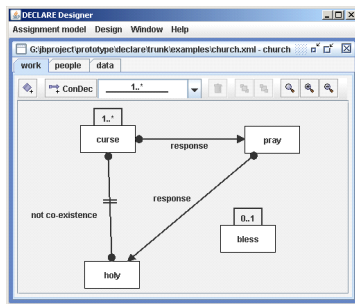 DECLARE Designer
Assignment model Design Window Help
G:\jbproject\prototype\declare\trunk\examples\church.xml - church
work people data
ConDec 1..*
1..*
curse
response
pray
not co-existence
response
0..1
bless
holy